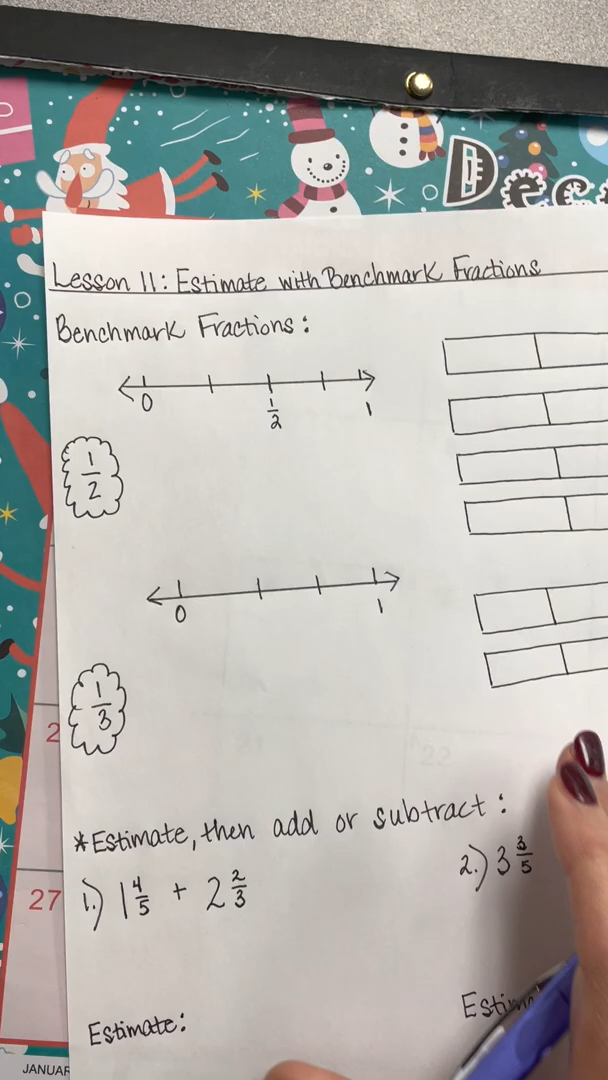 Dec
Lesson 11: Estimate with Benchmark Fractions
Benchmark Fractions:
0 1/2 1
1/2
0 1
1/3
22
2
*Estimate, then add or subtract:
1.) 1 4/5 + 2 2/3
2.) 3 3/5
27
Estimate:
Estim
JANUAR